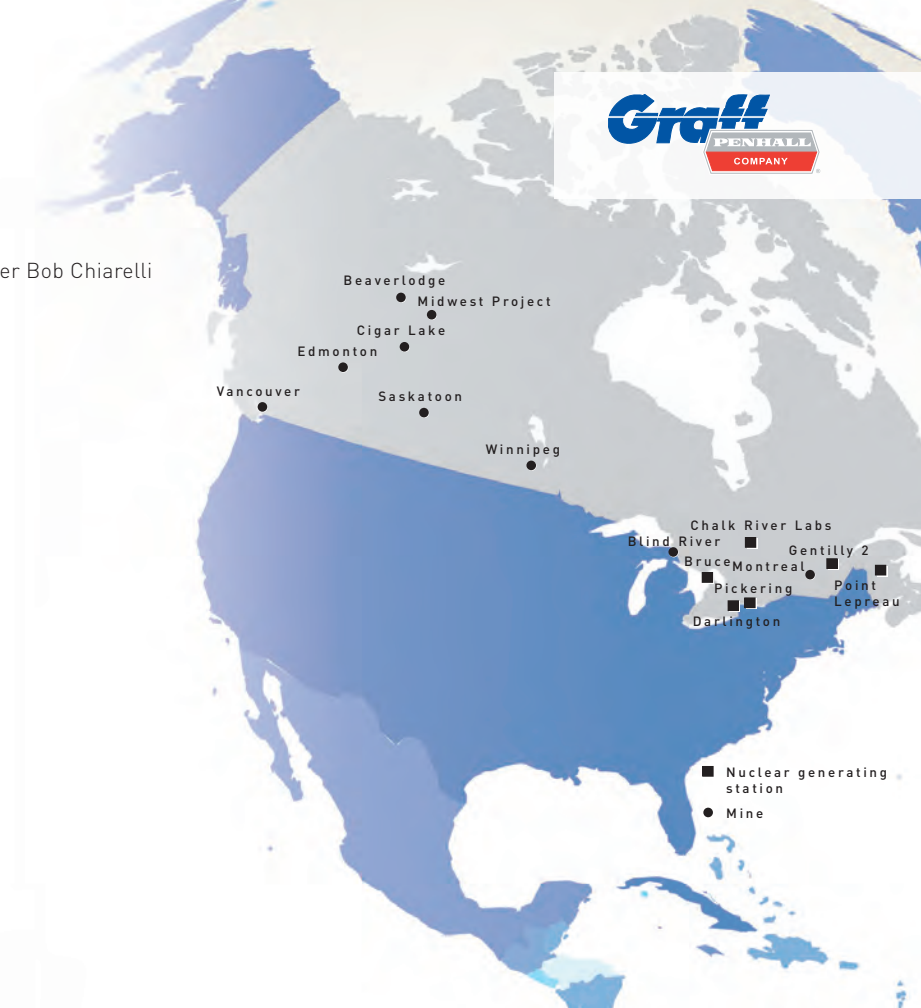 Graff
PENHALL
COMPANY
er Bob Chiarelli
Beaverlodge
Midwest Project
Cigar Lake
Edmonton
Vancouver
Saskatoon
Winnipeg
Chalk River Labs
Blind River
Gentilly 2
Bruce
Montreal
Pickering
Point
Lepreau
Darlington
Nuclear generating
station
Mine